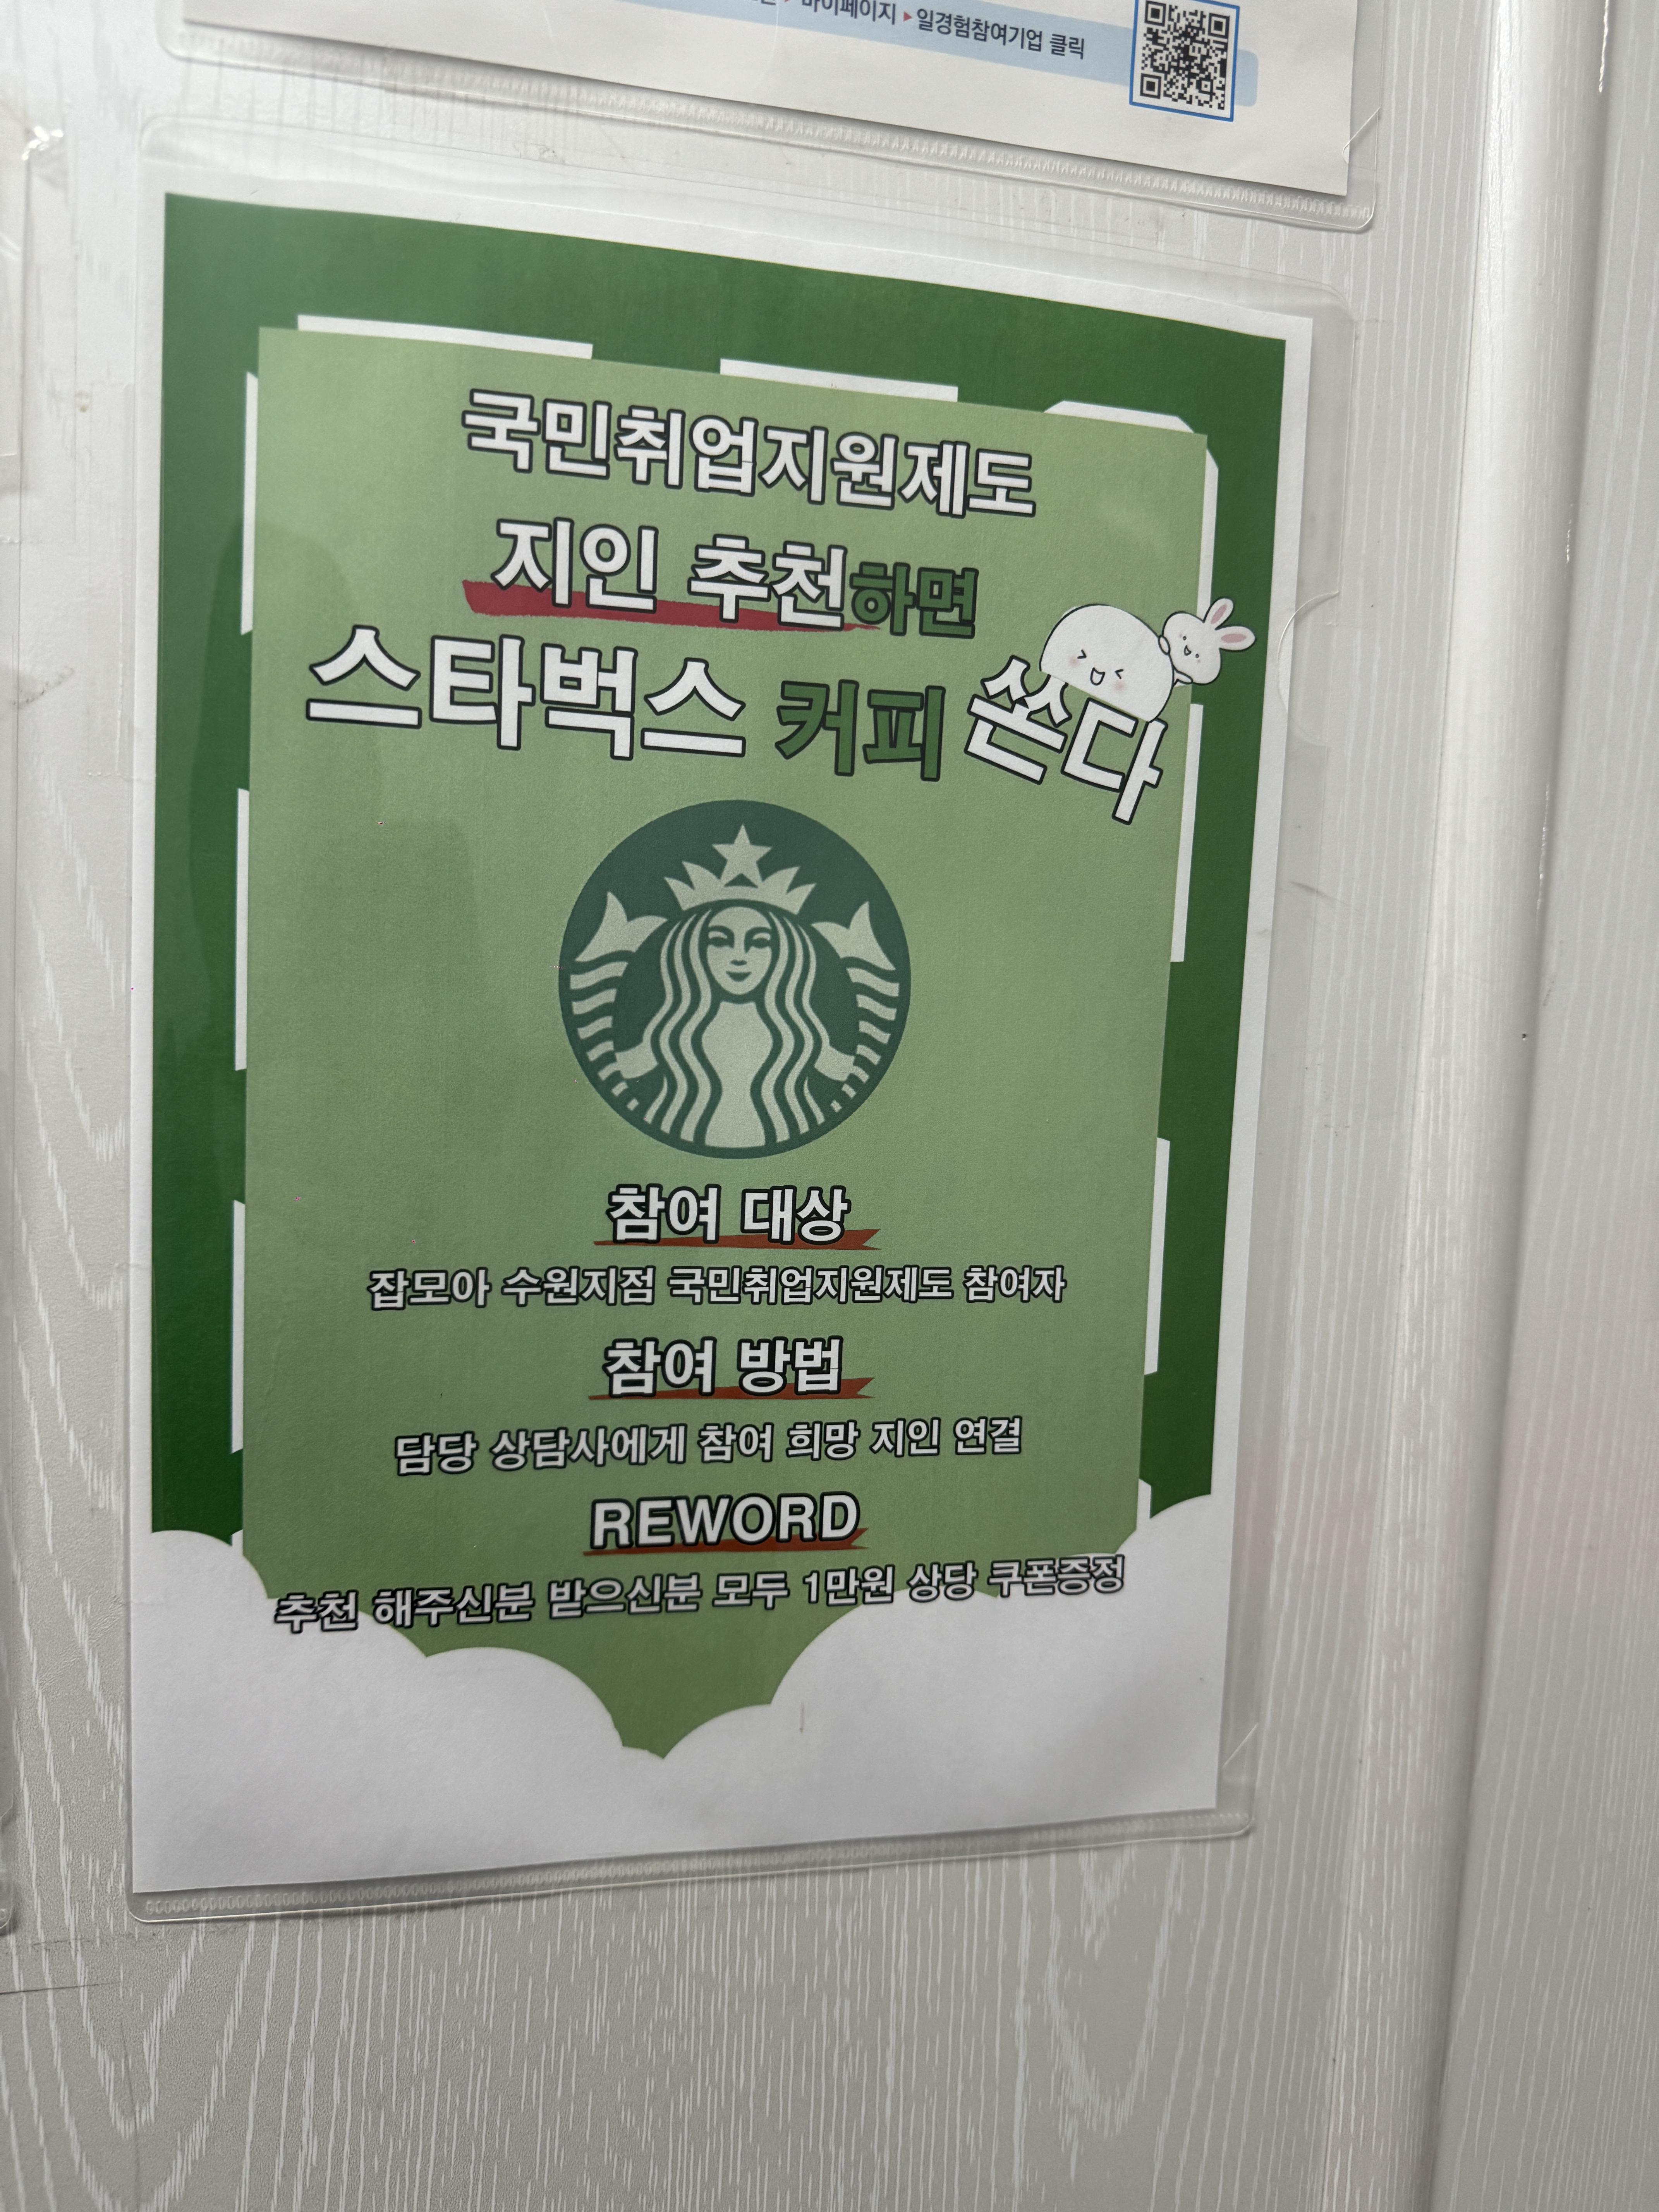 마이페이지 ▶ 일경험참여기업 클릭
국민취업지원제도
지인 추천하면
스타벅스 커피 쏜다
참여 대상
잡모아 수원지점 국민취업지원제도 참여자
참여 방법
담당 상담사에게 참여 희망 지인 연결
REWORD
추천 해주신분 받으신분 모두 1만원 상당 쿠폰증정